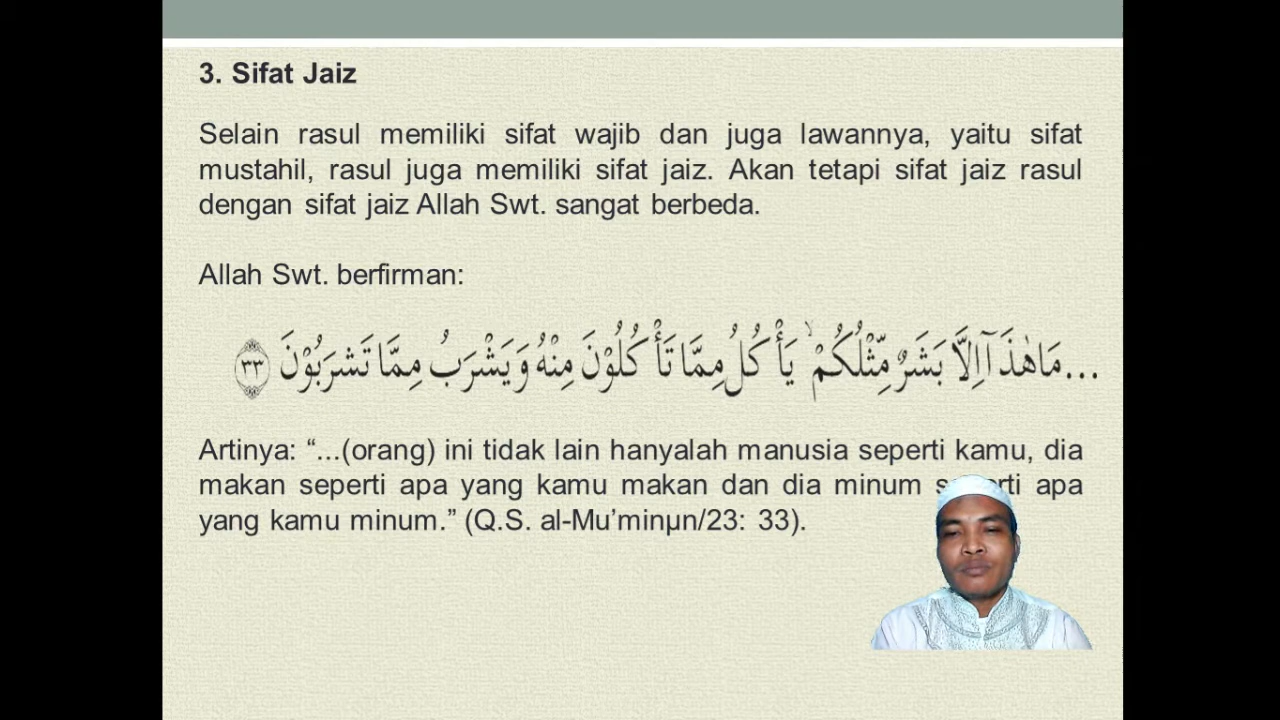 3. Sifat Jaiz
Selain rasul memiliki sifat wajib dan juga lawannya, yaitu sifat
mustahil, rasul juga memiliki sifat jaiz. Akan tetapi sifat jaiz rasul
dengan sifat jaiz Allah Swt. sangat berbeda.
Allah Swt. berfirman:
...مَا هٰذَآ اِلَّا بَشَرٌ مِّثْلُكُمْۙ يَأْكُلُ مِمَّا تَأْكُلُوْنَ مِنْهُ وَيَشْرَبُ مِمَّا تَشْرَبُوْنَ ٣٣
Artinya: “...(orang) ini tidak lain hanyalah manusia seperti kamu, dia
makan seperti apa yang kamu makan dan dia minum seperti apa
yang kamu minum.” (Q.S. al-Mu’minµn/23: 33).